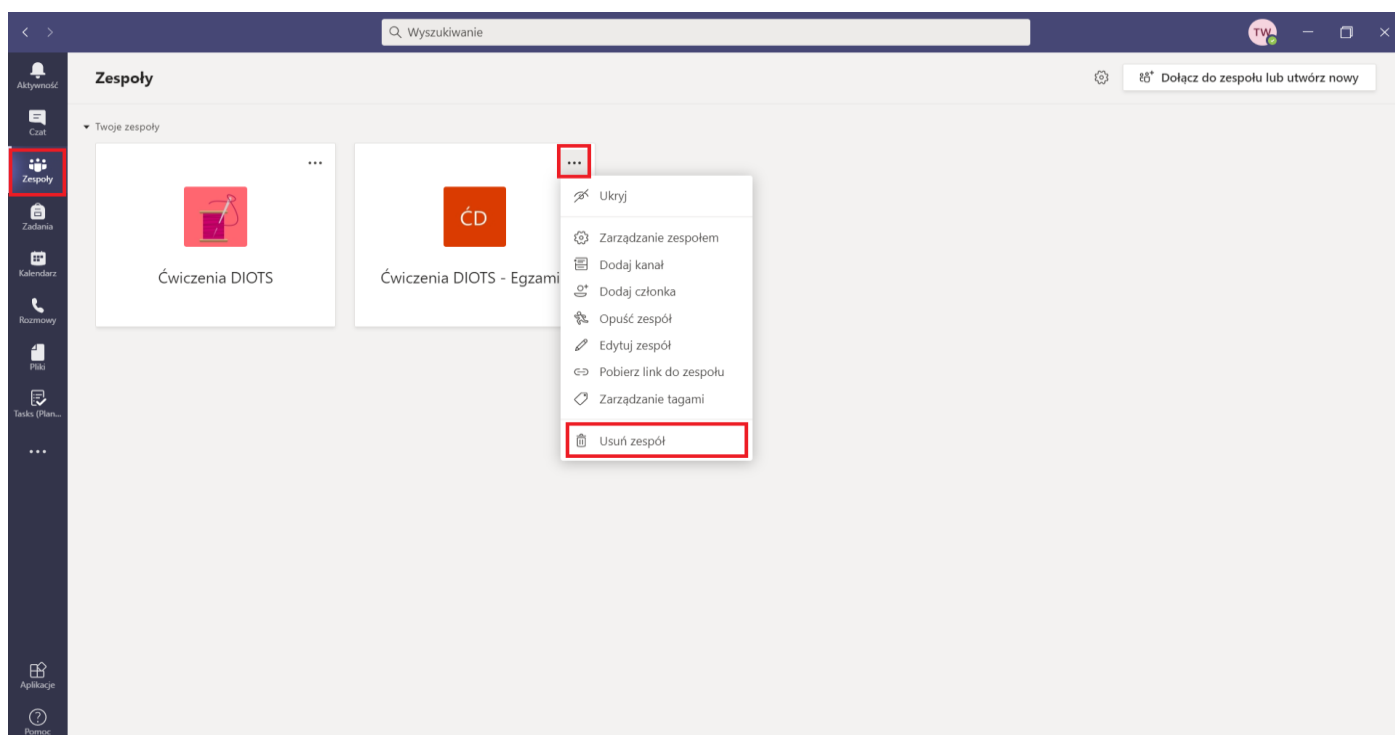 Wyszukiwanie
TW
Aktywność
Czat
Zespoły
Zadania
Kalendarz
Rozmowy
Pliki
Tasks (Plan...
Aplikacje
Pomoc
Zespoły
Dołącz do zespołu lub utwórz nowy
Twoje zespoły
Ćwiczenia DIOTS
ĆD
Ćwiczenia DIOTS - Egzami
Ukryj
Zarządzanie zespołem
Dodaj kanał
Dodaj członka
Opuść zespół
Edytuj zespół
Pobierz link do zespołu
Zarządzanie tagami
Usuń zespół